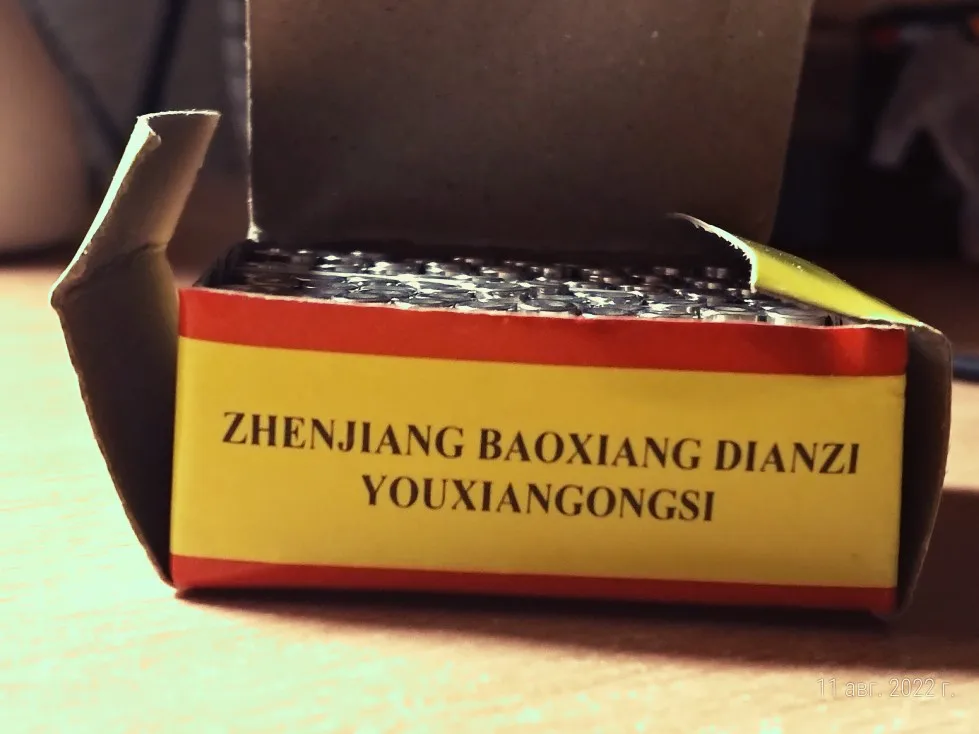 ZHENJIANG BAOXIANG DIANZI
YOUXIANGONGSI
11 авг. 2022 г.